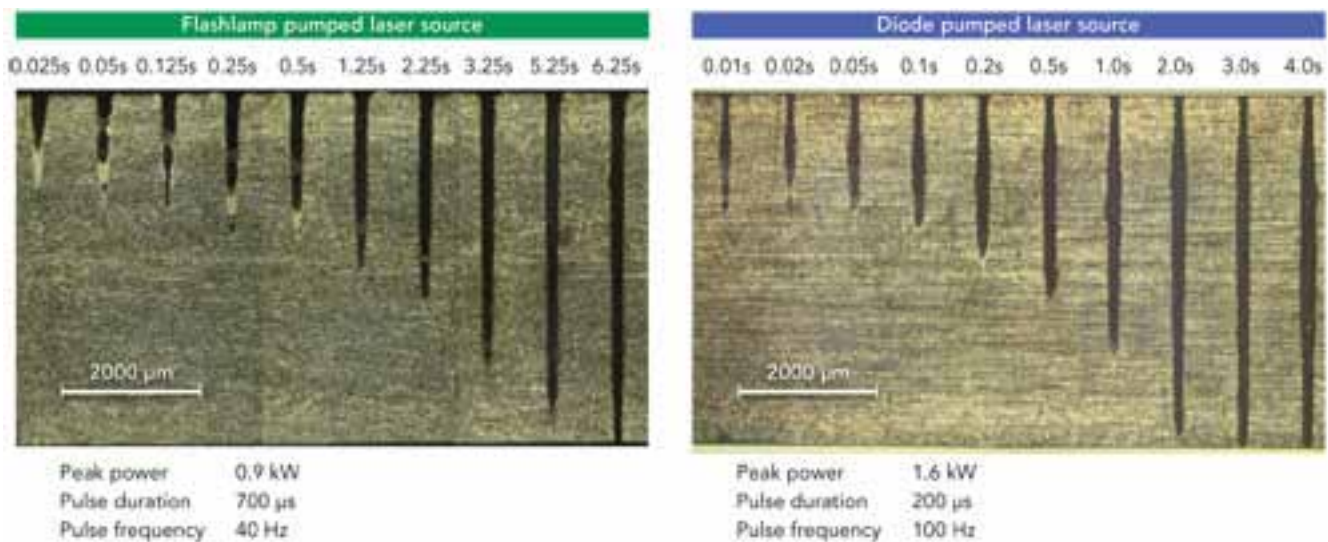 Flashlamp pumped laser source
0.025s 0.05s 0.125s 0.25s 0.5s 1.25s 2.25s 3.25s 5.25s 6.25s
2000 µm
Peak power 0.9 kW
Pulse duration 700 µs
Pulse frequency 40 Hz
Diode pumped laser source
0.01s 0.02s 0.05s 0.1s 0.2s 0.5s 1.0s 2.0s 3.0s 4.0s
2000 µm
Peak power 1.6 kW
Pulse duration 200 µs
Pulse frequency 100 Hz